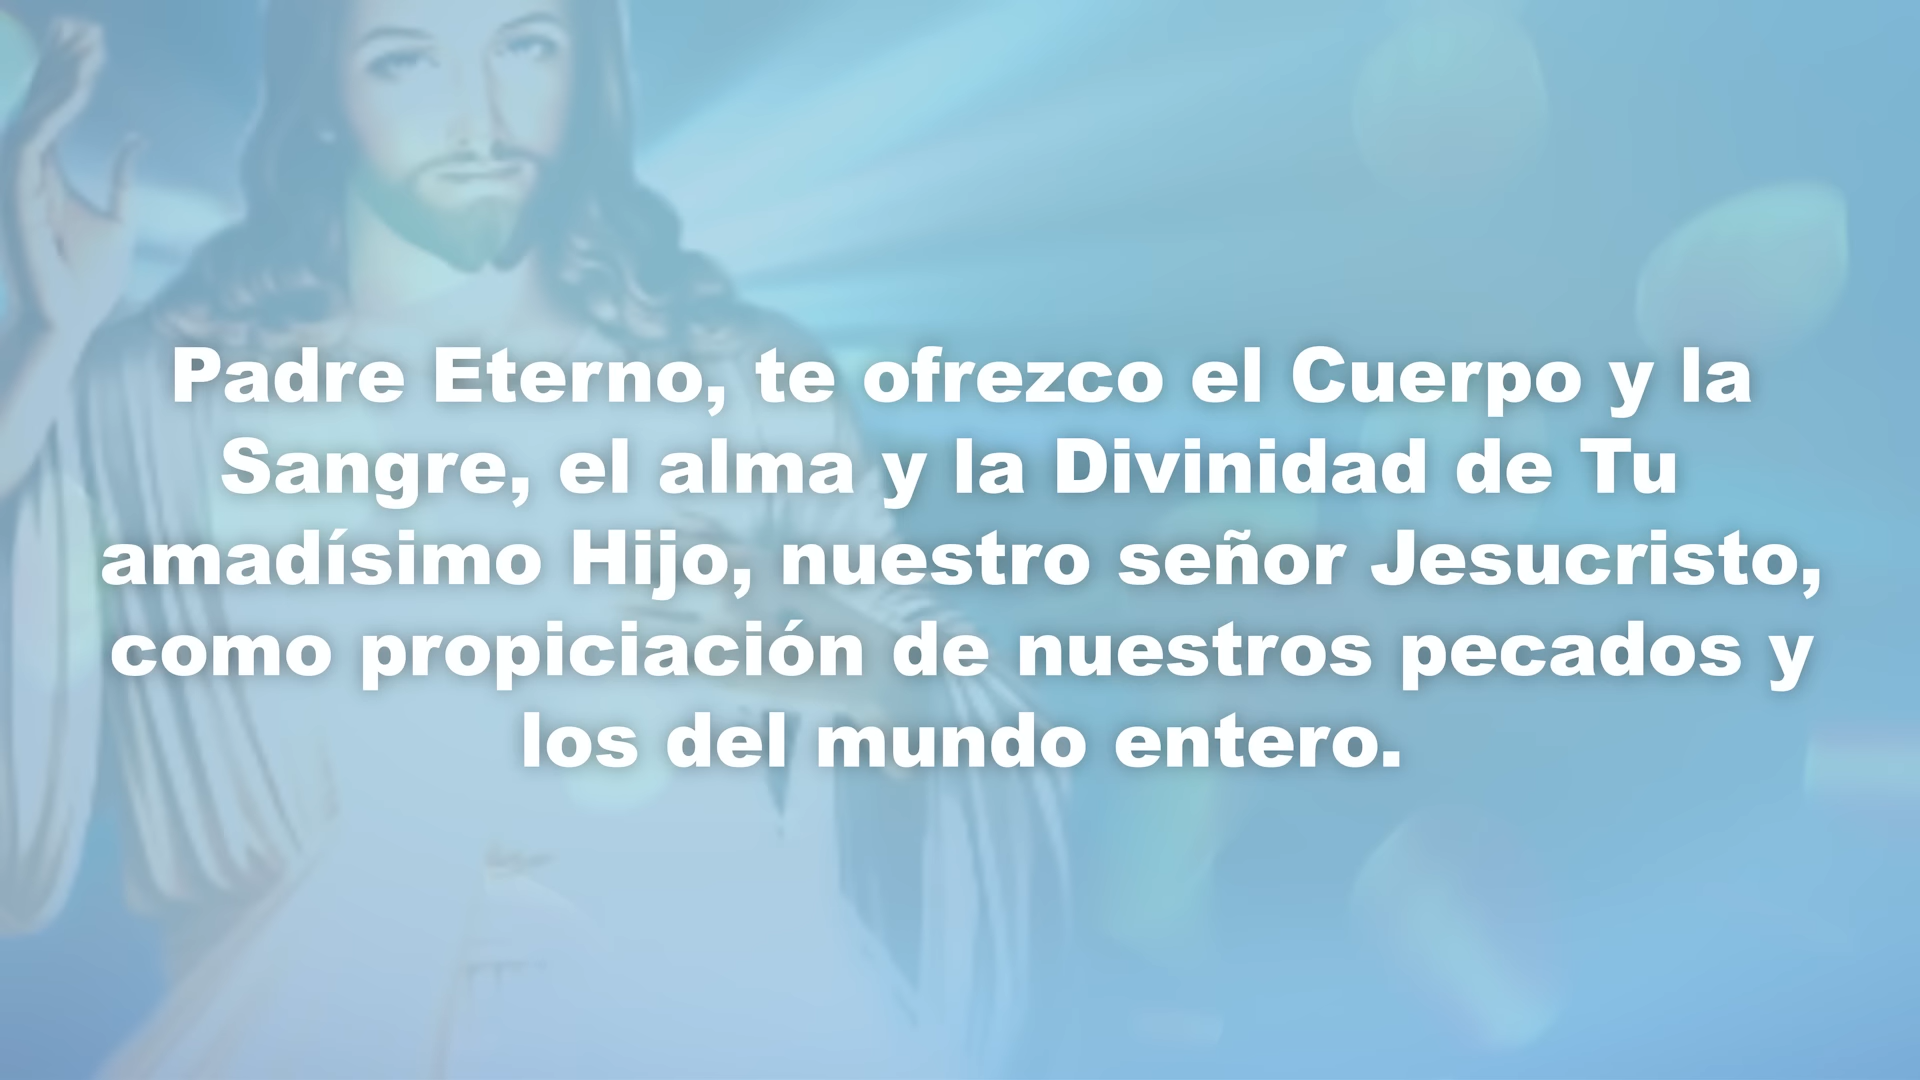 Padre Eterno, te ofrezco el Cuerpo y la
Sangre, el alma y la Divinidad de Tu
amadísimo Hijo, nuestro señor Jesucristo,
como propiciación de nuestros pecados y
los del mundo entero.